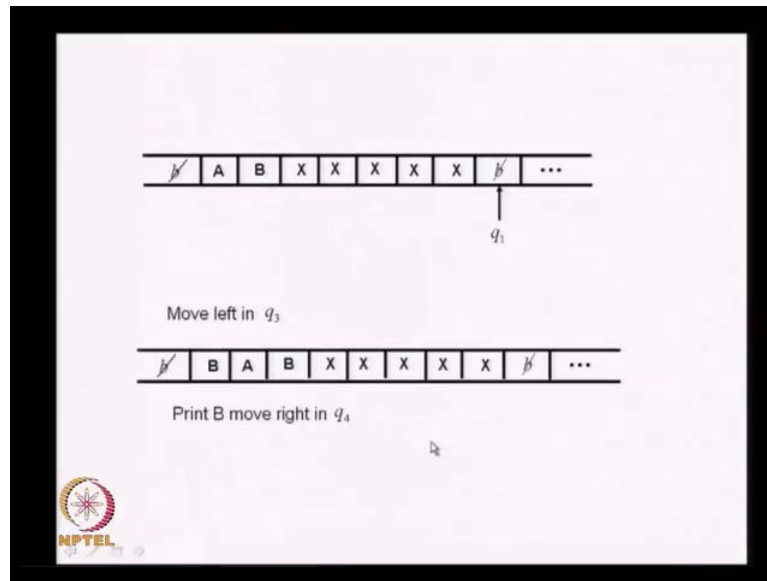 b̸ A B X X X X X b̸ ...
q₁
Move left in q₃
b̸ B A B X X X X X b̸ ...
Print B move right in q₄
NPTEL